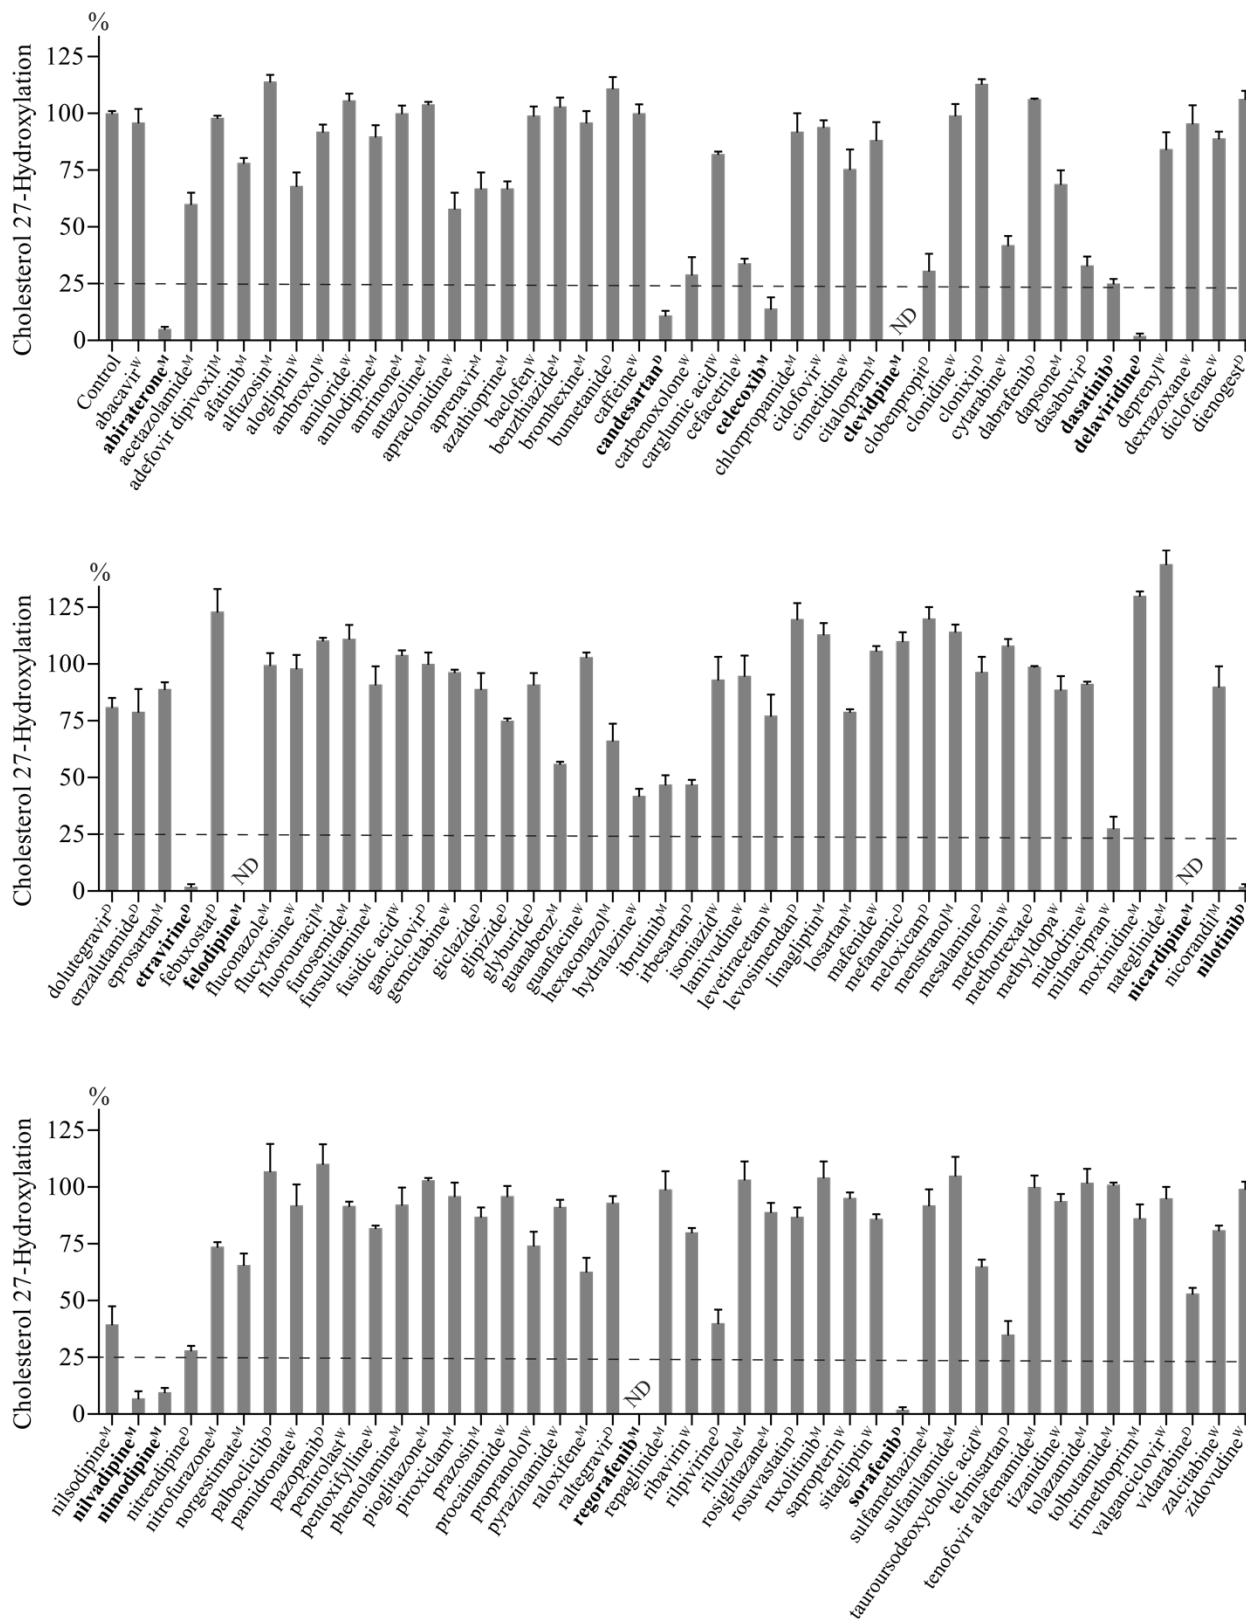 %
Cholesterol 27-Hydroxylation
125
100
75
50
25
0
ND
Control
abacavirᵂ
abirateroneᴹ
acetazolamideᴹ
adefovir dipivoxilᴹ
afatinibᴹ
alfuzosinᴹ
alogliptinᵂ
ambroxolᵂ
amilorideᵂ
amlodipineᴹ
amrinoneᴹ
antazolineᴹ
apraclonidineᵂ
aprenavirᴹ
azathioprineᴹ
baclofenᵂ
benzthiazideᴹ
bromhexineᴹ
bumetanideᴰ
caffeineᵂ
candesartanᴰ
carbenoxoloneᵂ
carglumic acidᵂ
cefacetrileᵂ
celecoxibᴹ
chlorpropamideᴹ
cidofovirᵂ
cimetidineᵂ
citalopramᴹ
clevidipineᴹ
clobenpropritᴰ
clonidineᵂ
clonixinᴰ
cytarabineᵂ
dabrafenibᴰ
dapsoneᴹ
dasabuvirᴰ
dasatinibᴰ
delaviridineᴰ
deprenylᵂ
dexrazoxaneᵂ
diclofenacᵂ
dienogestᴰ
%
Cholesterol 27-Hydroxylation
125
100
75
50
25
0
ND
ND
dolutegravirᴰ
enzalutamideᴰ
eprosartanᴹ
etravirineᴰ
febuxostatᴰ
felodipineᴹ
fluconazoleᴹ
flucytosineᵂ
fluorouracilᴹ
furosemideᴹ
fursultiamineᴹ
fusidic acidᵂ
ganciclovirᴰ
gemcitabineᵂ
giclazideᴰ
glipzideᴰ
glyburideᴰ
guanabenzᴹ
guanfacineᵂ
hexaconazolᴹ
hydralazineᵂ
ibrutinibᴹ
irbesartanᴰ
isoniazidᵂ
lamivudineᵂ
levetiracetamᵂ
levosimendanᴰ
linagliptinᴹ
losartanᴹ
mafenideᵂ
mefenamicᴰ
meloxicamᴰ
menstranolᴹ
mesalamineᴰ
metforminᵂ
methotrexateᴰ
methyldopaᵂ
midodrineᵂ
milnacipranᵂ
moxinidineᴹ
nateglinideᴹ
nicardipineᴹ
nicorandilᴹ
nilotinibᴰ
%
Cholesterol 27-Hydroxylation
125
100
75
50
25
0
ND
nilsodipineᴹ
nilvadipineᴹ
nimodipineᴹ
nitrendipineᴰ
nitrofurazoneᴹ
norgestimateᴹ
palbociclibᴰ
pamidronateᵂ
pazopanibᴰ
pemirolastᵂ
pentoxifyllineᵂ
phentolamineᴹ
pioglitazoneᴹ
piroxiclamᴹ
prazosinᴹ
procainamideᵂ
propranololᵂ
pyrazinamideᵂ
raloxifeneᴹ
raltegravirᴰ
regorafenibᴹ
repaglinideᴹ
ribavirinᵂ
rilpivirineᴰ
riluzoleᴹ
rosiglitazaneᴹ
rosuvastatinᴰ
ruxolitinibᴹ
sapropterinᵂ
sitagliptinᵂ
sorafenibᴰ
sulfamethazineᴹ
sulfanilamideᴹ
tauroursodeoxycholic acidᵂ
telmisartanᴰ
tenofovir alafenamideᴹ
tizanidineᵂ
tolazamideᴹ
tolbutamideᴹ
trimethoprimᴹ
valganciclovirᵂ
vidarabineᴰ
zalcitabineᵂ
zidovudineᵂ